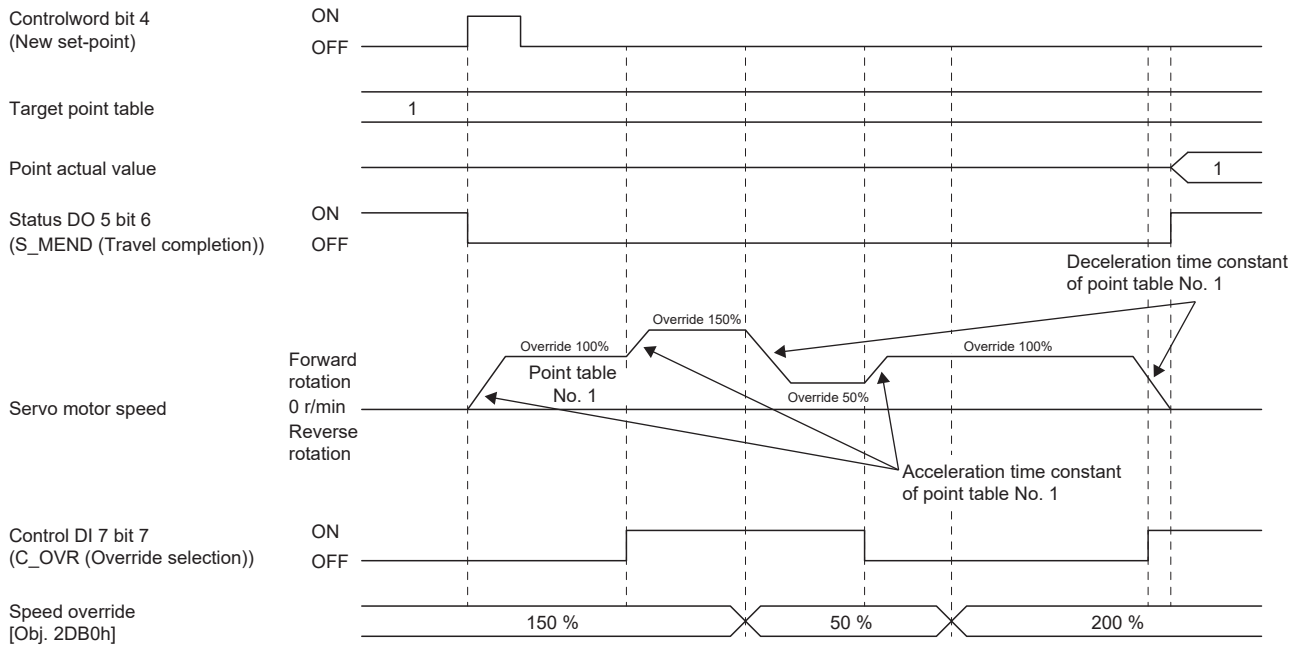 Controlword bit 4
(New set-point)
ON
OFF
Target point table
1
Point actual value
1
Status DO 5 bit 6
(S_MEND (Travel completion))
ON
OFF
Deceleration time constant
of point table No. 1
Servo motor speed
Forward
rotation
0 r/min
Reverse
rotation
Override 100%
Point table
No. 1
Override 150%
Override 50%
Override 100%
Acceleration time constant
of point table No. 1
Control DI 7 bit 7
(C_OVR (Override selection))
ON
OFF
Speed override
[Obj. 2DB0h]
150 %
50 %
200 %